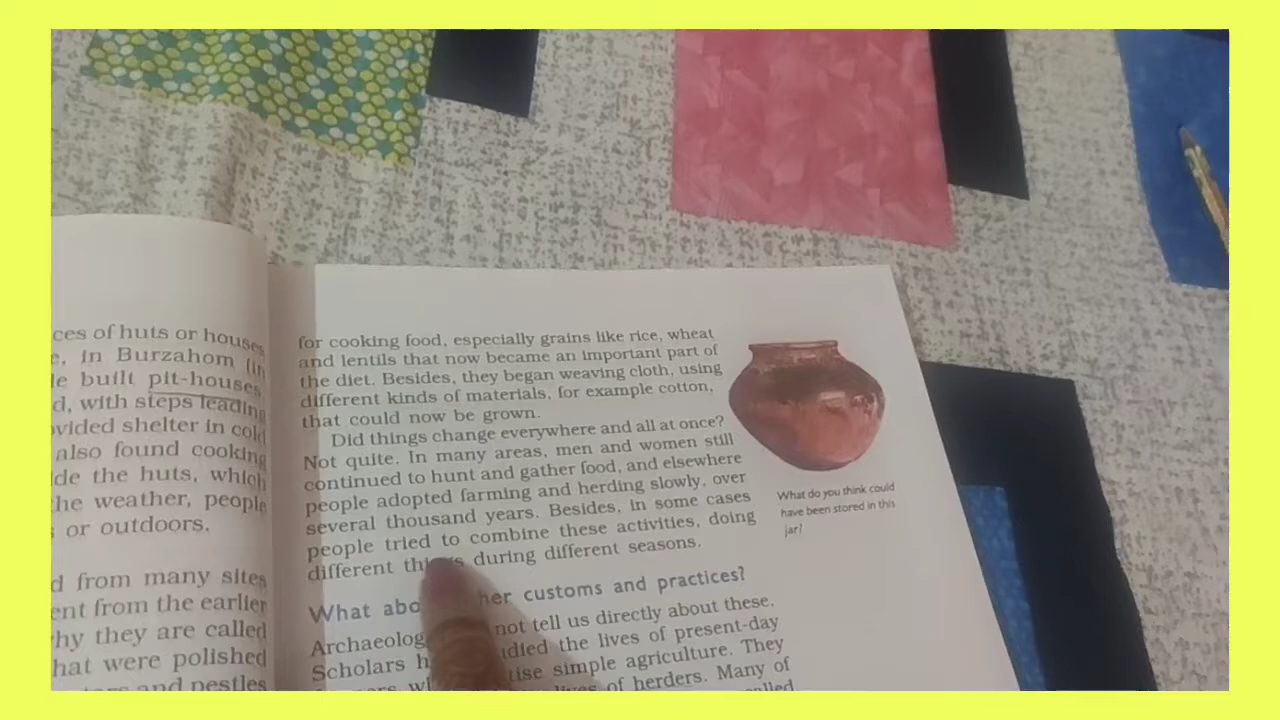 ces of huts or houses
e, in Burzahom (in
le built pit-houses,
d, with steps leading
vided shelter in cold
also found cooking
de the huts, which
he weather, people
s or outdoors.
d from many sites
ent from the earlier
hy they are called
hat were polished
and pestles
for cooking food, especially grains like rice, wheat
and lentils that now became an important part of
the diet. Besides, they began weaving cloth, using
different kinds of materials, for example cotton,
that could now be grown.
Did things change everywhere and all at once?
Not quite. In many areas, men and women still
continued to hunt and gather food, and elsewhere
people adopted farming and herding slowly, over
several thousand years. Besides, in some cases
people tried to combine these activities, doing
different things during different seasons.
What do you think could
have been stored in this
jar?
What abo her customs and practices?
Archaeolog not tell us directly about these.
Scholars h udied the lives of present-day
tise simple agriculture. They
lives of herders. Many of
called